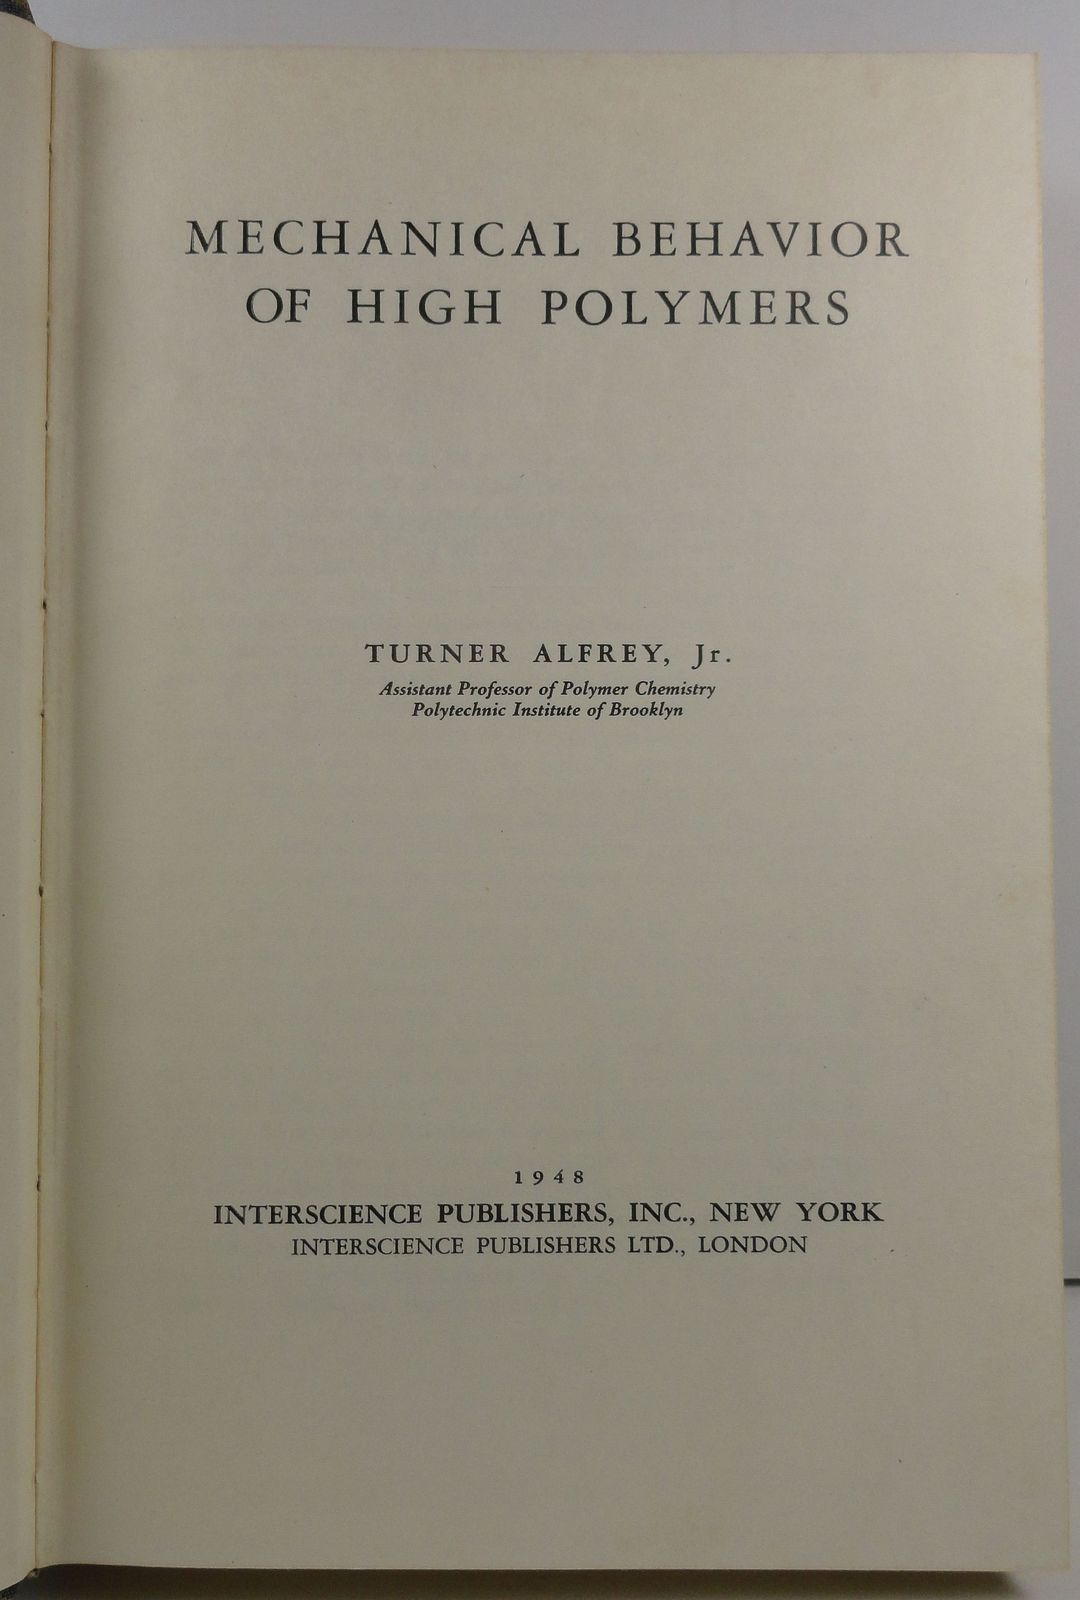 MECHANICAL BEHAVIOR
OF HIGH POLYMERS
TURNER ALFREY, Jr.
Assistant Professor of Polymer Chemistry
Polytechnic Institute of Brooklyn
1948
INTERSCIENCE PUBLISHERS, INC., NEW YORK
INTERSCIENCE PUBLISHERS LTD., LONDON